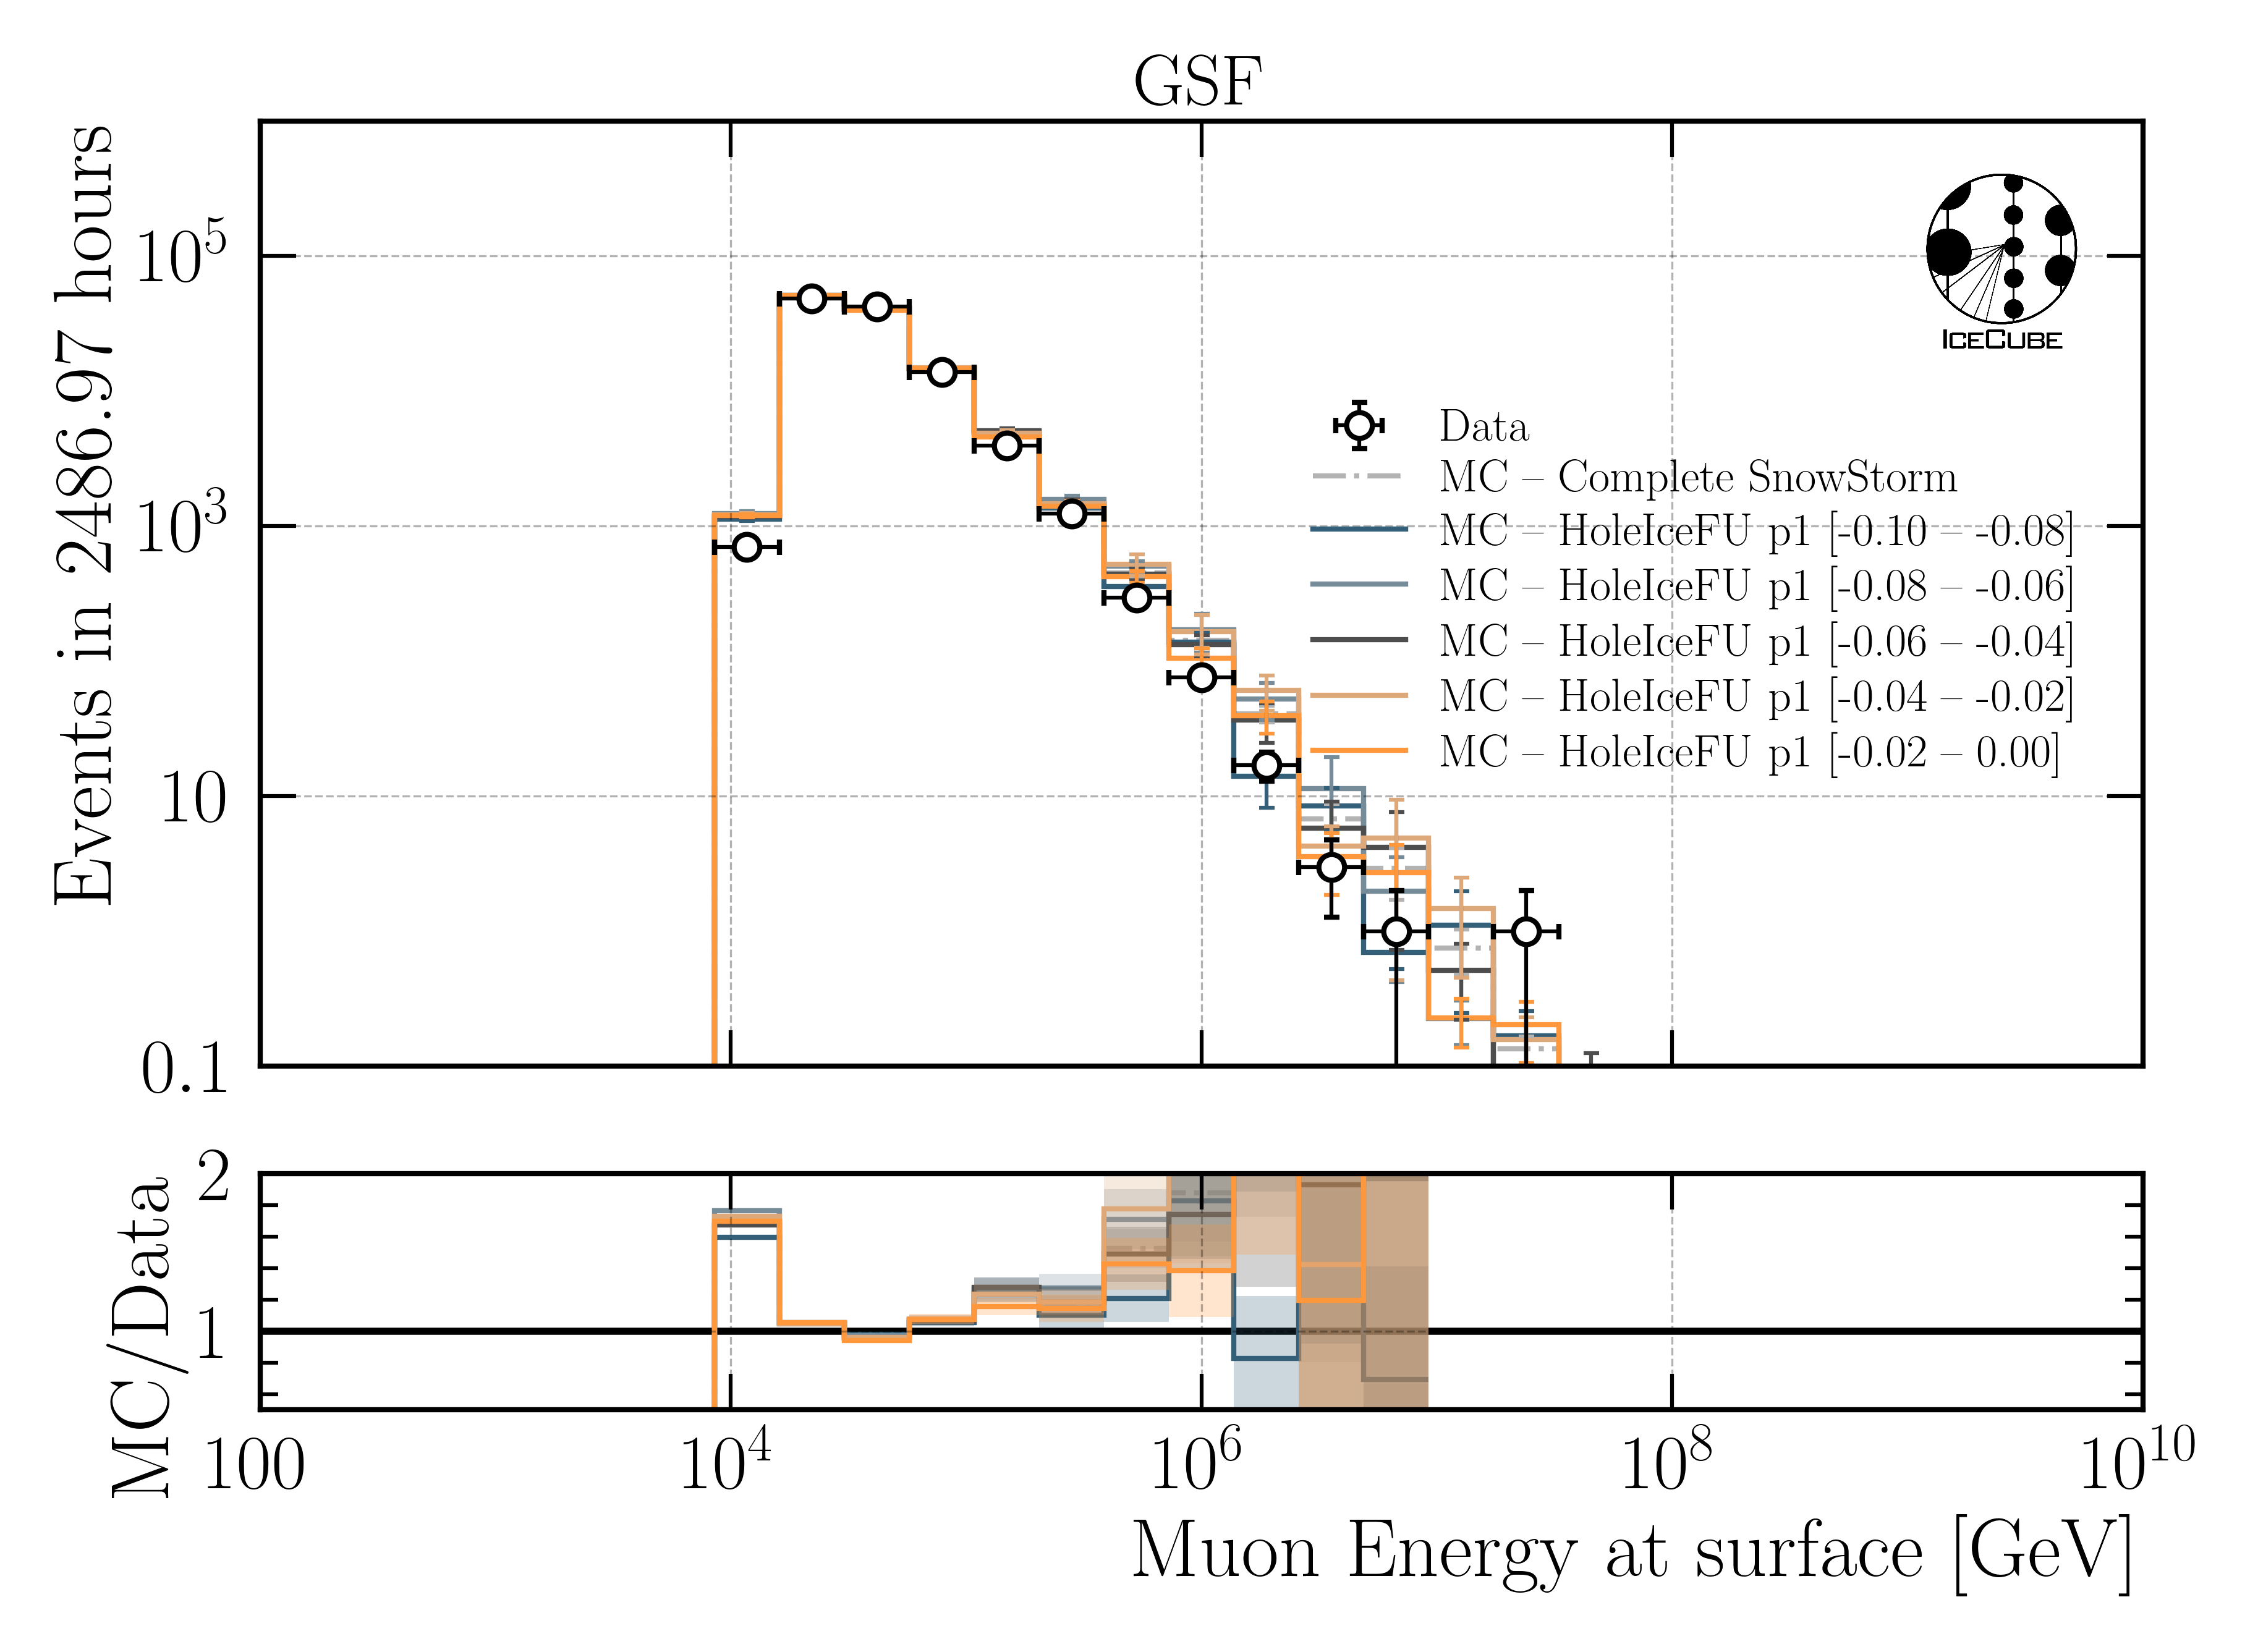 GSF
Events in 2486.97 hours
10^5
10^3
10
0.1
ICECUBE
Data
MC – Complete SnowStorm
MC – HoleIceFU p1 [-0.10 – -0.08]
MC – HoleIceFU p1 [-0.08 – -0.06]
MC – HoleIceFU p1 [-0.06 – -0.04]
MC – HoleIceFU p1 [-0.04 – -0.02]
MC – HoleIceFU p1 [-0.02 – 0.00]
MC/Data
2
1
100 10^4 10^6 10^8 10^10
Muon Energy at surface [GeV]